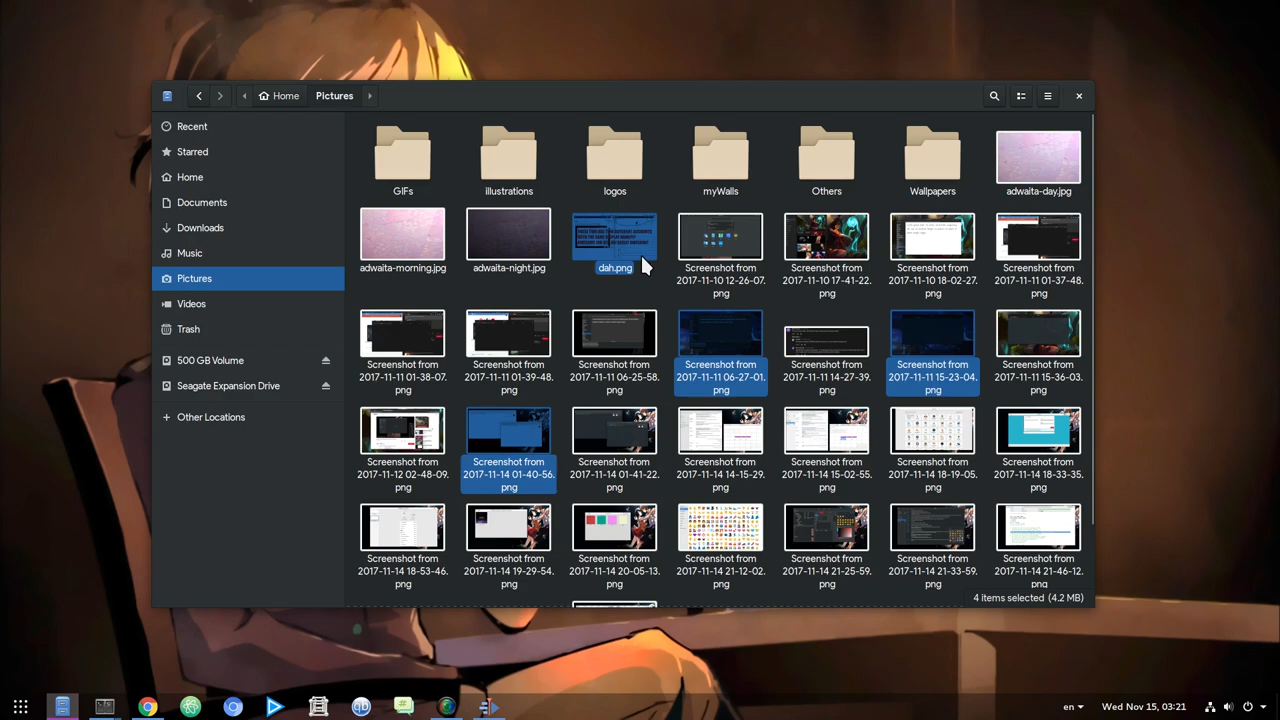 Home
Pictures
Recent
Starred
Home
Documents
Downloads
Music
Pictures
Videos
Trash
500 GB Volume
Seagate Expansion Drive
Other Locations
GIFs
illustrations
logos
myWalls
Others
Wallpapers
adwaita-day.jpg
adwaita-morning.jpg
adwaita-night.jpg
dah.png
Screenshot from
2017-11-10 12-26-07.
png
Screenshot from
2017-11-10 17-41-22.
png
Screenshot from
2017-11-10 18-02-27.
png
Screenshot from
2017-11-11 01-37-48.
png
Screenshot from
2017-11-11 01-38-07.
png
Screenshot from
2017-11-11 01-39-48.
png
Screenshot from
2017-11-11 06-25-58.
png
Screenshot from
2017-11-11 06-27-01.
png
Screenshot from
2017-11-11 14-27-39.
png
Screenshot from
2017-11-11 15-23-04.
png
Screenshot from
2017-11-11 15-36-03.
png
Screenshot from
2017-11-12 02-48-09.
png
Screenshot from
2017-11-14 01-40-56.
png
Screenshot from
2017-11-14 01-41-22.
png
Screenshot from
2017-11-14 14-15-29.
png
Screenshot from
2017-11-14 15-02-55.
png
Screenshot from
2017-11-14 18-19-05.
png
Screenshot from
2017-11-14 18-33-35.
png
Screenshot from
2017-11-14 18-53-46.
png
Screenshot from
2017-11-14 19-29-54.
png
Screenshot from
2017-11-14 20-05-13.
png
Screenshot from
2017-11-14 21-12-02.
png
Screenshot from
2017-11-14 21-25-59.
png
Screenshot from
2017-11-14 21-33-59.
png
Screenshot from
2017-11-14 21-46-12.
png
4 items selected (4.2 MB)
en
Wed Nov 15, 03:21